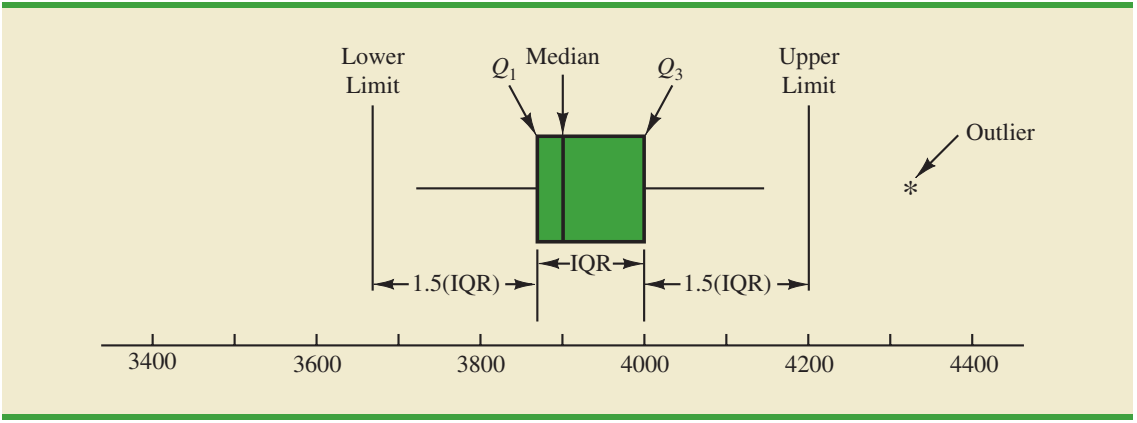 Lower
Limit
Q1
Median
Q3
Upper
Limit
Outlier
*
IQR
1.5(IQR)
1.5(IQR)
3400
3600
3800
4000
4200
4400